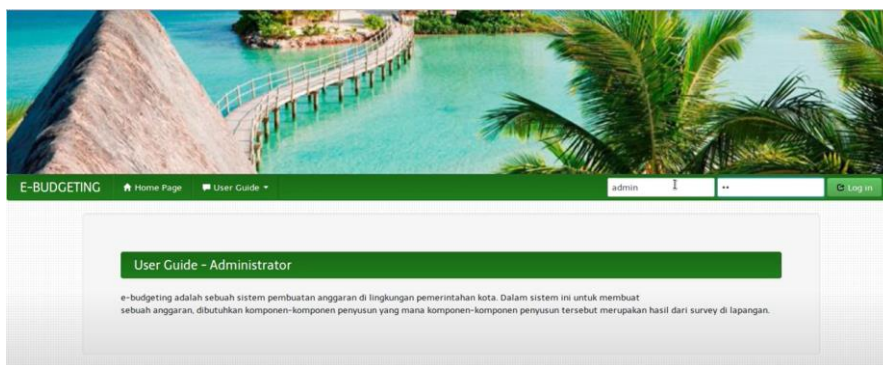 E-BUDGETING Home Page User Guide admin •• Log in
User Guide - Administrator
e-budgeting adalah sebuah sistem pembuatan anggaran di lingkungan pemerintahan kota. Dalam sistem ini untuk membuat
sebuah anggaran, dibutuhkan komponen-komponen penyusun yang mana komponen-komponen penyusun tersebut merupakan hasil dari survey di lapangan.